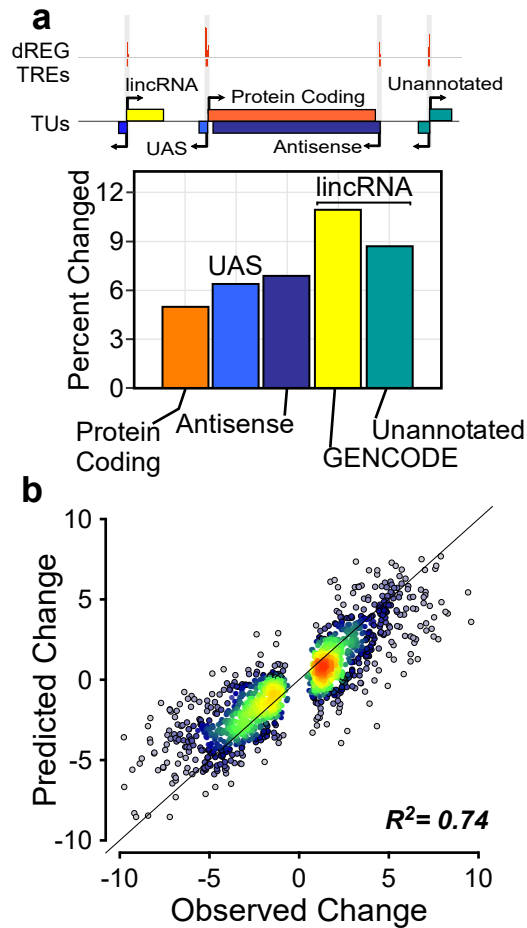 a
dREG
TREs
lincRNA
Protein Coding
Unannotated
TUs
UAS
Antisense
lincRNA
UAS
Percent Changed
12
9
6
3
0
Protein
Coding
Antisense
GENCODE
Unannotated
b
Predicted Change
10
5
0
-5
-10
R²= 0.74
-10 -5 0 5 10
Observed Change